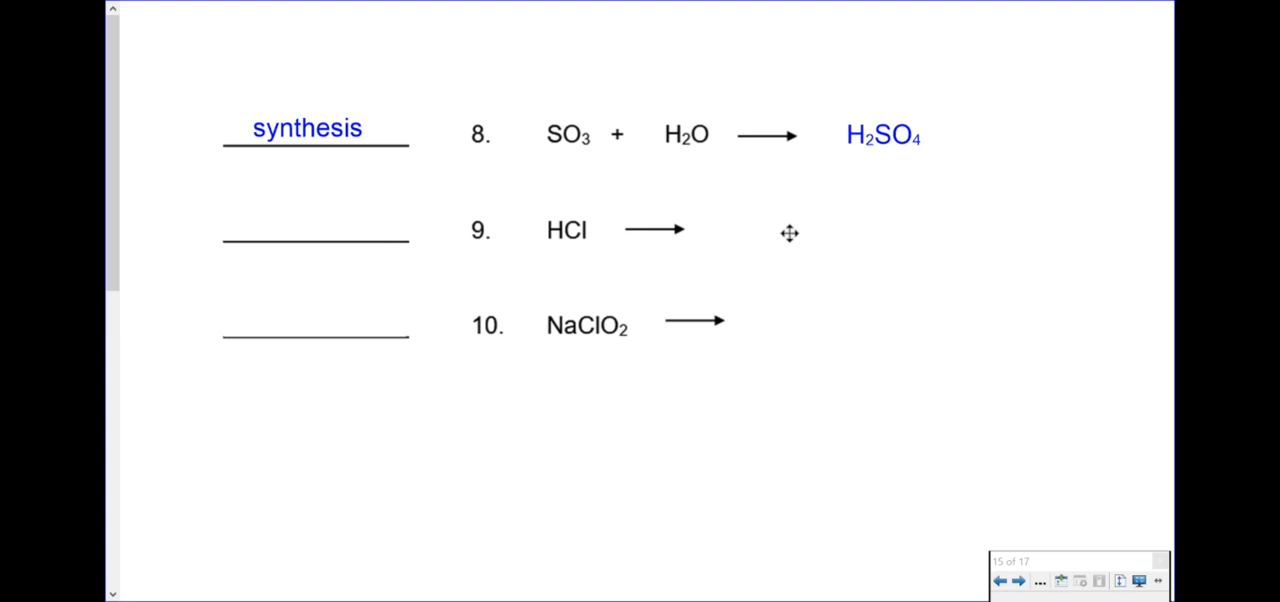 synthesis 8. SO₃ + H₂O ⟶ H₂SO₄
9. HCl ⟶
10. NaClO₂ ⟶
15 of 17
...